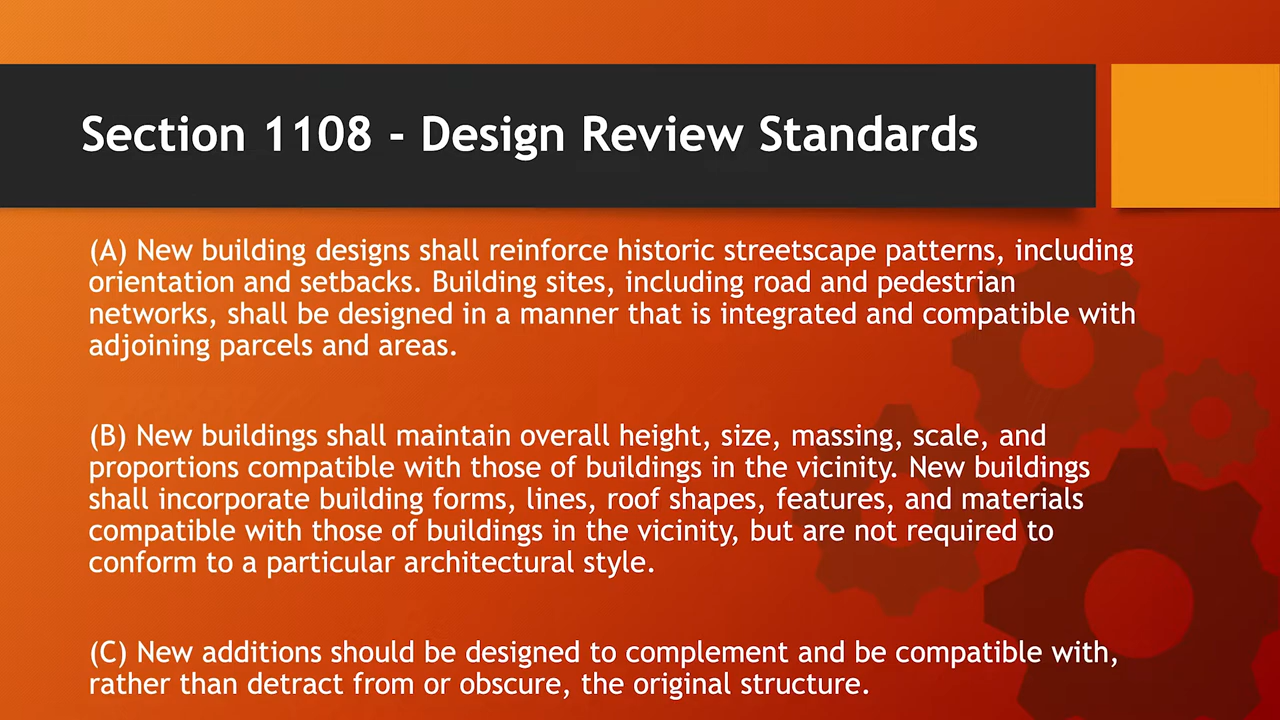 Section 1108 - Design Review Standards
(A) New building designs shall reinforce historic streetscape patterns, including
orientation and setbacks. Building sites, including road and pedestrian
networks, shall be designed in a manner that is integrated and compatible with
adjoining parcels and areas.
(B) New buildings shall maintain overall height, size, massing, scale, and
proportions compatible with those of buildings in the vicinity. New buildings
shall incorporate building forms, lines, roof shapes, features, and materials
compatible with those of buildings in the vicinity, but are not required to
conform to a particular architectural style.
(C) New additions should be designed to complement and be compatible with,
rather than detract from or obscure, the original structure.